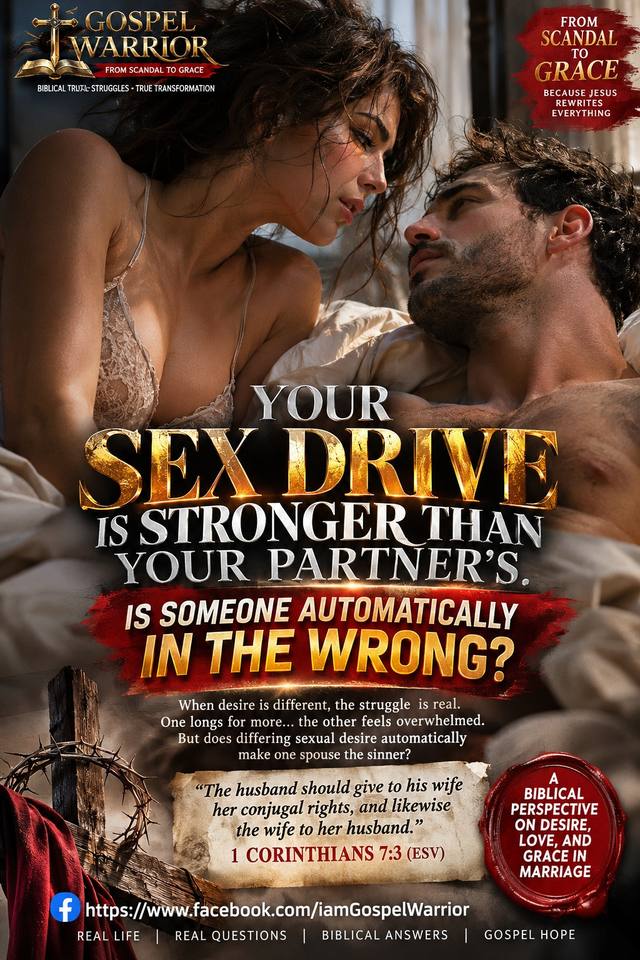 GOSPEL
WARRIOR
FROM SCANDAL TO GRACE
BIBLICAL TRUTH • STRUGGLES • TRUE TRANSFORMATION
FROM
SCANDAL
TO
GRACE
BECAUSE JESUS
REWRITES
EVERYTHING
YOUR
SEX DRIVE
IS STRONGER THAN
YOUR PARTNER'S.
IS SOMEONE AUTOMATICALLY
IN THE WRONG?
When desire is different, the struggle is real.
One longs for more... the other feels overwhelmed.
But does differing sexual desire automatically
make one spouse the sinner?
“The husband should give to his wife
her conjugal rights, and likewise
the wife to her husband.”
1 CORINTHIANS 7:3 (ESV)
A
BIBLICAL
PERSPECTIVE
ON DESIRE,
LOVE, AND
GRACE IN
MARRIAGE
https://www.facebook.com/iamGospelWarrior
REAL LIFE | REAL QUESTIONS | BIBLICAL ANSWERS | GOSPEL HOPE